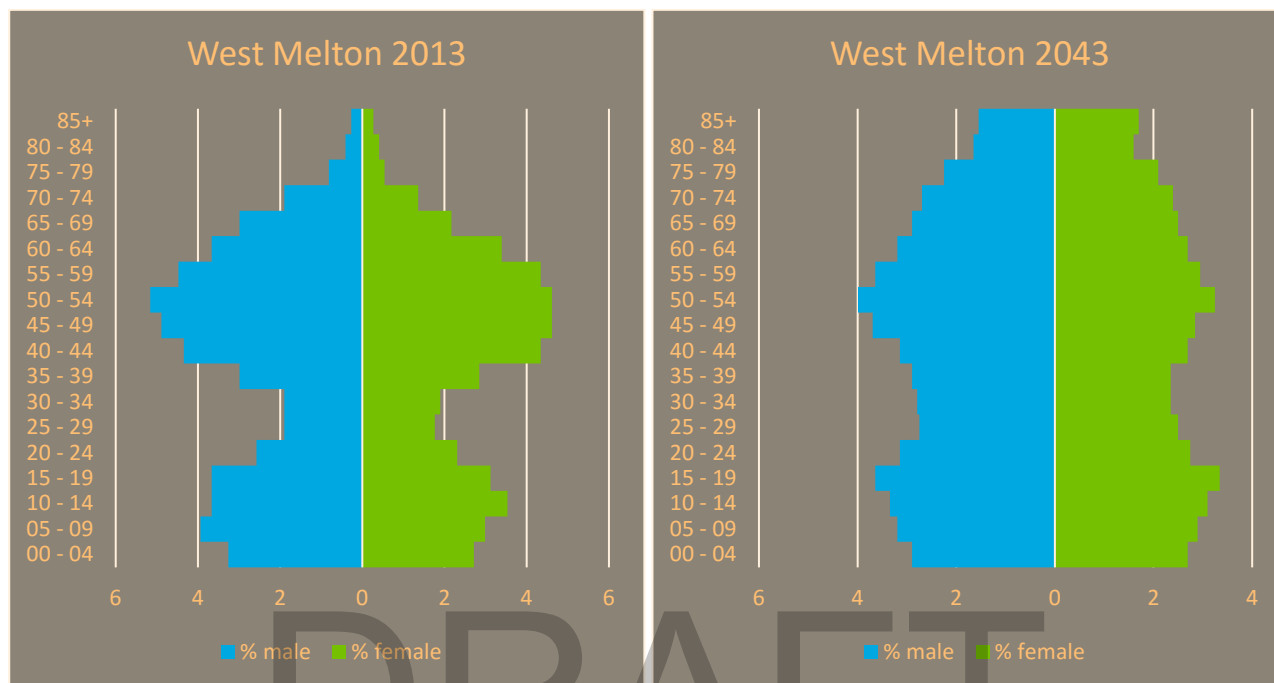 West Melton 2013
85+
80 - 84
75 - 79
70 - 74
65 - 69
60 - 64
55 - 59
50 - 54
45 - 49
40 - 44
35 - 39
30 - 34
25 - 29
20 - 24
15 - 19
10 - 14
05 - 09
00 - 04
6 4 2 0 2 4 6
% male % female
West Melton 2043
85+
80 - 84
75 - 79
70 - 74
65 - 69
60 - 64
55 - 59
50 - 54
45 - 49
40 - 44
35 - 39
30 - 34
25 - 29
20 - 24
15 - 19
10 - 14
05 - 09
00 - 04
6 4 2 0 2 4
% male % female
DRAFT